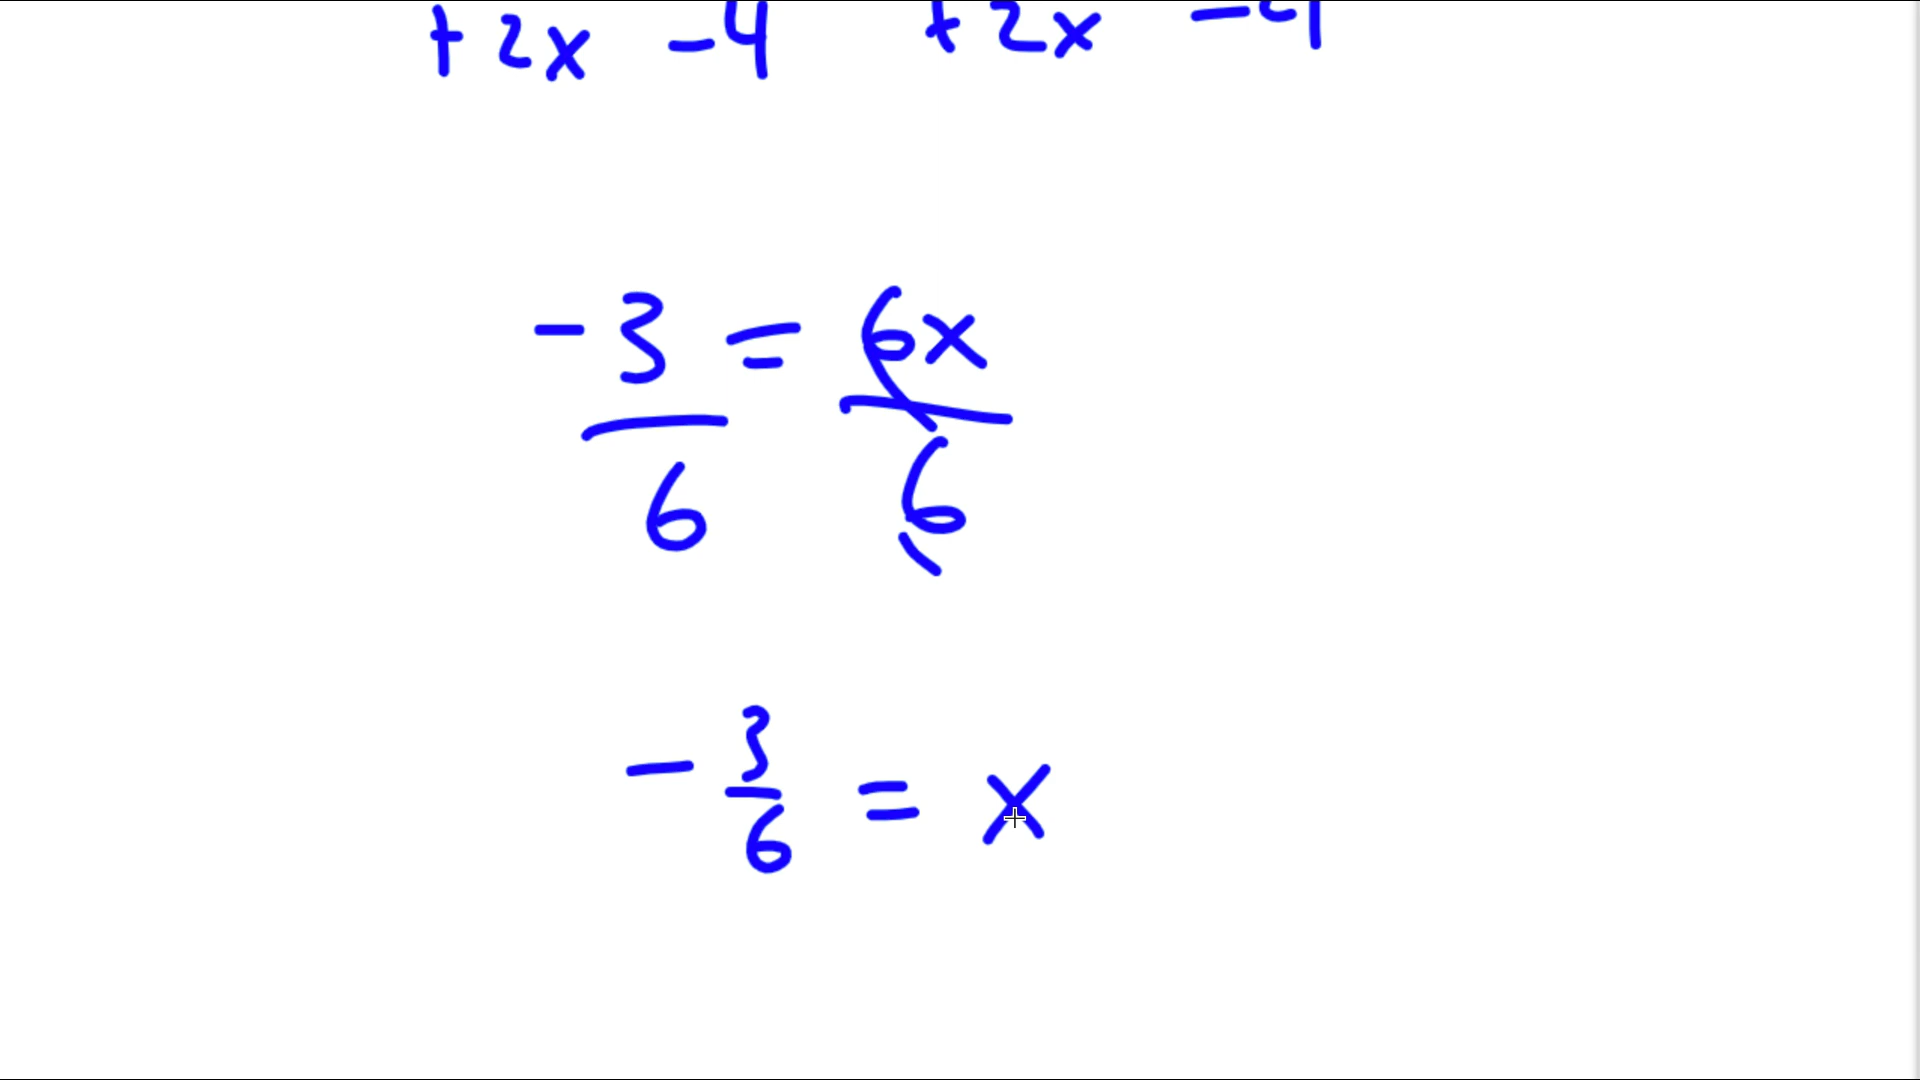 +2x -4 +2x -4
-3 = 6x
6 6
-3/6 = x